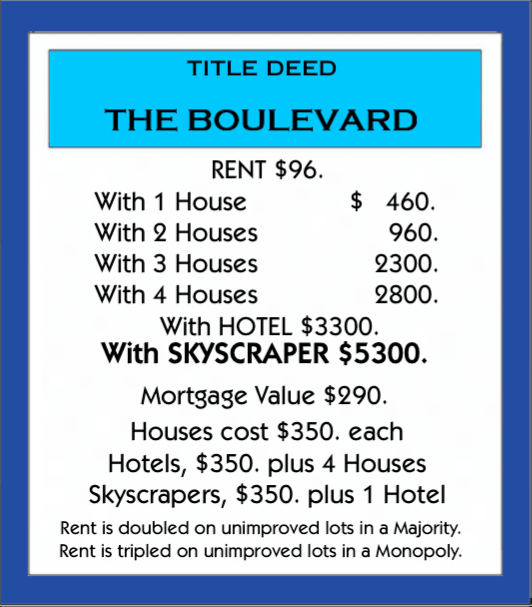 TITLE DEED
THE BOULEVARD
RENT $96.
With 1 House $ 460.
With 2 Houses 960.
With 3 Houses 2300.
With 4 Houses 2800.
With HOTEL $3300.
With SKYSCRAPER $5300.
Mortgage Value $290.
Houses cost $350. each
Hotels, $350. plus 4 Houses
Skyscrapers, $350. plus 1 Hotel
Rent is doubled on unimproved lots in a Majority.
Rent is tripled on unimproved lots in a Monopoly.